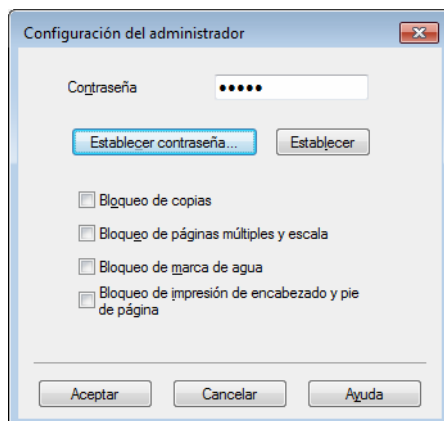 Configuración del administrador
Contraseña
●●●●●
Establecer contraseña... Establecer
Bloqueo de copias
Bloqueo de páginas múltiples y escala
Bloqueo de marca de agua
Bloqueo de impresión de encabezado y pie
de página
Aceptar Cancelar Ayuda